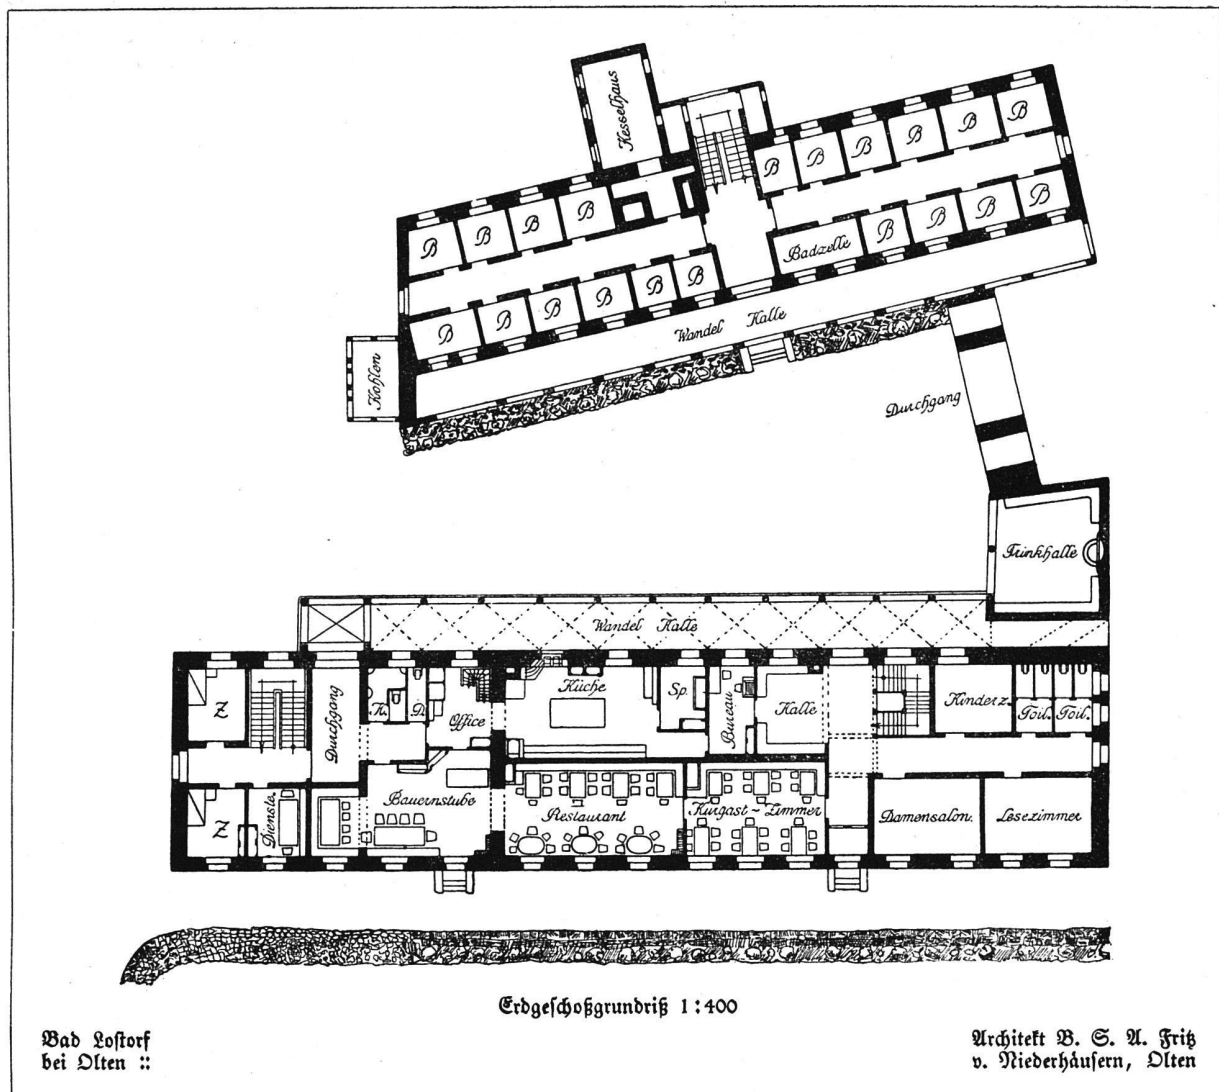 Kesselhaus
B B B B B B
B B B B
Badzelle B B B B
B B B B B B
Wandel Halle
Kohlen
Durchgang
Trinkhalle
Wandel Halle
Z
Durchgang
K.
D.
Office
Küche
Sp.
Bureau
Halle
Kinderz.
Toil. Toil.
Z
Dienste.
Bauernstube
Restaurant
Kurgast-Zimmer
Damensalon.
Lesezimmer
Erdgeschoßgrundriß 1:400
Bad Lostorf
bei Olten ::
Architekt B. S. A. Fritz
v. Niederhäusern, Olten